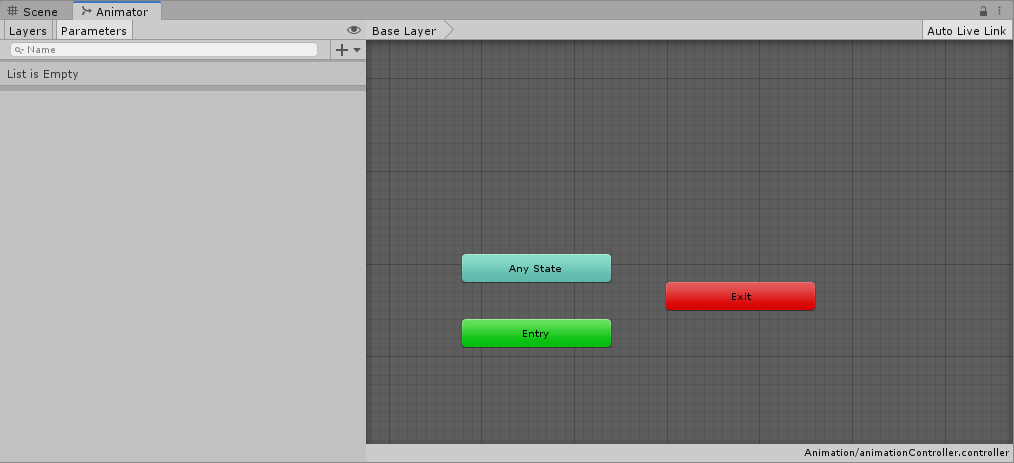 Scene Animator
Layers Parameters Base Layer Auto Live Link
Name
List is Empty
Any State
Exit
Entry
Animation/animationController.controller